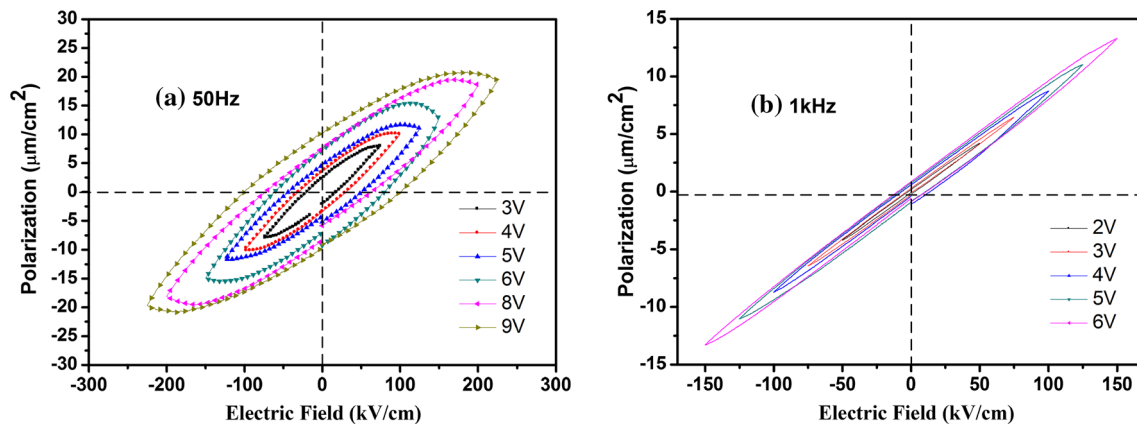 (a) 50Hz
Polarization (μm/cm²)
30
25
20
15
10
5
0
-5
-10
-15
-20
-25
-30
-300
-200
-100
0
100
200
300
Electric Field (kV/cm)
3V
4V
5V
6V
8V
9V
(b) 1kHz
Polarization (μm/cm²)
15
10
5
0
-5
-10
-15
-150
-100
-50
0
50
100
150
Electric Field (kV/cm)
2V
3V
4V
5V
6V